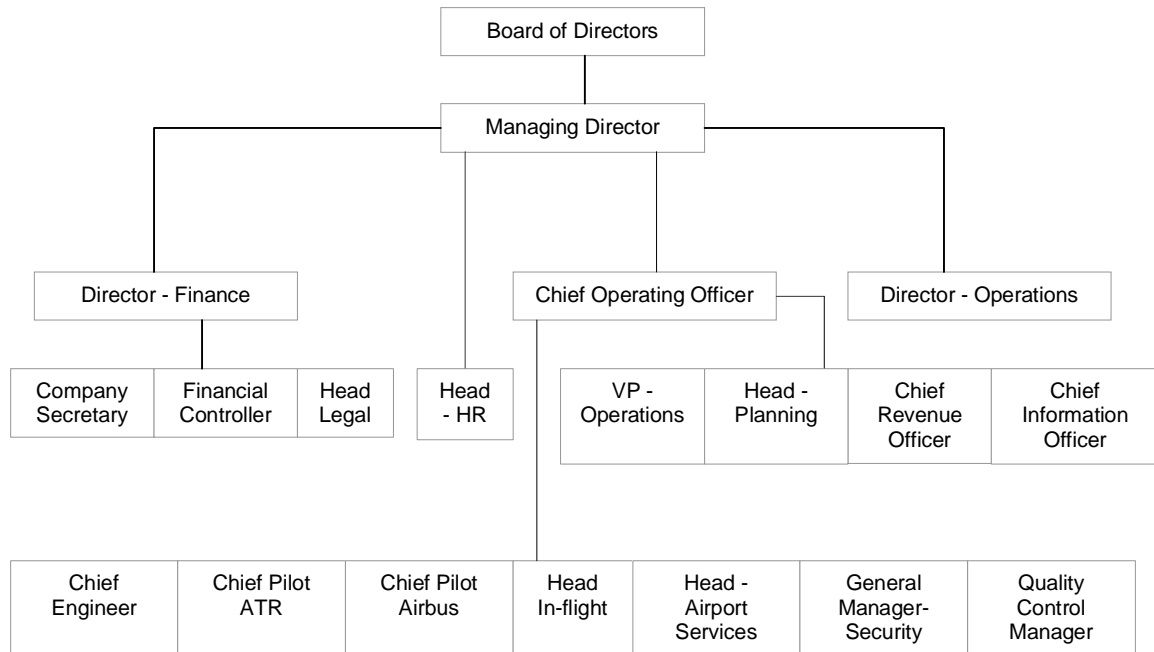 Board of Directors
Managing Director
Director - Finance
Chief Operating Officer
Director - Operations
Company
Secretary
Financial
Controller
Head
Legal
Head
- HR
VP -
Operations
Head -
Planning
Chief
Revenue
Officer
Chief
Information
Officer
Chief
Engineer
Chief Pilot
ATR
Chief Pilot
Airbus
Head
In-flight
Head -
Airport
Services
General
Manager-
Security
Quality
Control
Manager